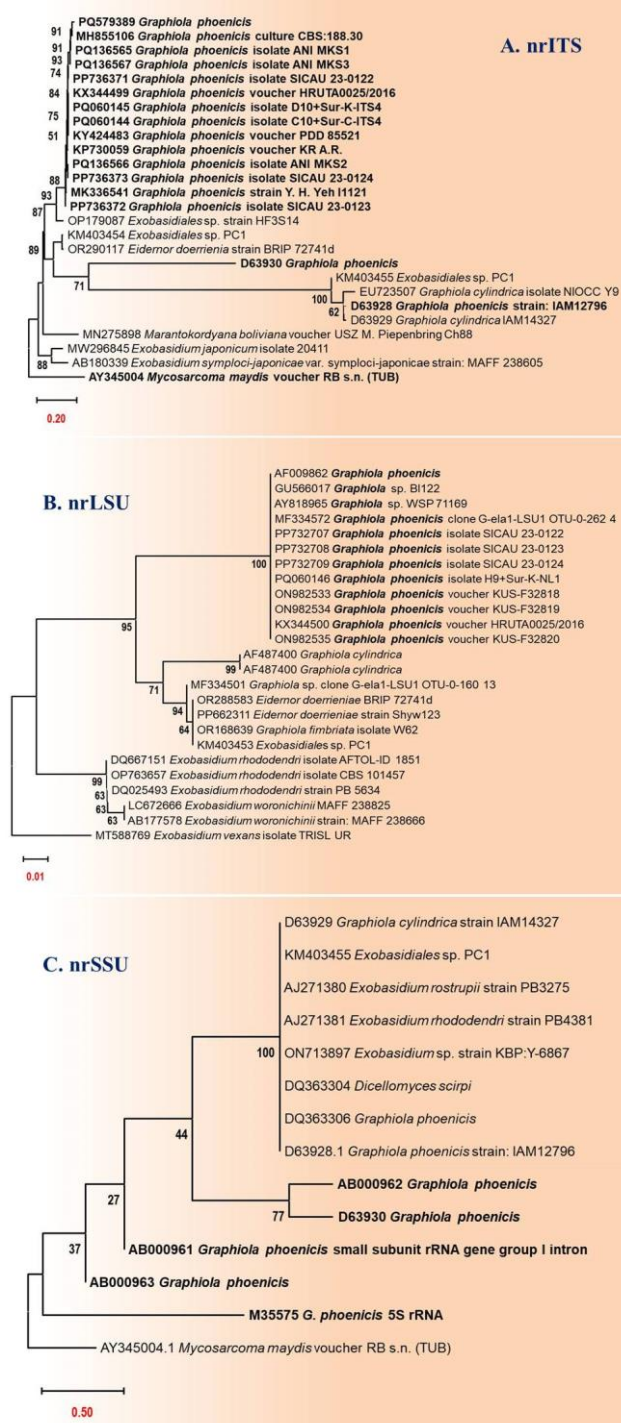 A. nrITS
PQ579389 Graphiola phoenicis
91
MH855106 Graphiola phoenicis culture CBS:188.30
91
PQ136565 Graphiola phoenicis isolate ANI MKS1
93
PQ136567 Graphiola phoenicis isolate ANI MKS3
74
PP736371 Graphiola phoenicis isolate SICAU 23-0122
84
KX344499 Graphiola phoenicis voucher HRUTA0025/2016
PQ060145 Graphiola phoenicis isolate D10+Sur-K-ITS4
75
PQ060144 Graphiola phoenicis isolate C10+Sur-C-ITS4
51
KY424483 Graphiola phoenicis voucher PDD 85521
KP730059 Graphiola phoenicis voucher KR A.R.
PQ136566 Graphiola phoenicis isolate ANI MKS2
88
PP736373 Graphiola phoenicis isolate SICAU 23-0124
93
MK336541 Graphiola phoenicis strain Y. H. Yeh I1121
87
PP736372 Graphiola phoenicis isolate SICAU 23-0123
OP179087 Exobasidiales sp. strain HF3S14
89
KM403454 Exobasidiales sp. PC1
OR290117 Eidernor doerrienia strain BRIP 72741d
D63930 Graphiola phoenicis
71
KM403455 Exobasidiales sp. PC1
100
EU723507 Graphiola cylindrica isolate NIOCC Y9
62
D63928 Graphiola phoenicis strain: IAM12796
D63929 Graphiola cylindrica IAM14327
MN275898 Marantokordyana boliviana voucher USZ M. Piepenbring Ch88
MW296845 Exobasidium japonicum isolate 20411
88
AB180339 Exobasidium symploci-japonicae var. symploci-japonicae strain: MAFF 238605
AY345004 Mycosarcoma maydis voucher RB s.n. (TUB)
0.20
B. nrLSU
AF009862 Graphiola phoenicis
GU566017 Graphiola sp. BI122
AY818965 Graphiola sp. WSP 71169
MF334572 Graphiola phoenicis clone G-ela1-LSU1 OTU-0-262 4
PP732707 Graphiola phoenicis isolate SICAU 23-0122
PP732708 Graphiola phoenicis isolate SICAU 23-0123
100
PP732709 Graphiola phoenicis isolate SICAU 23-0124
PQ060146 Graphiola phoenicis isolate H9+Sur-K-NL1
ON982533 Graphiola phoenicis voucher KUS-F32818
ON982534 Graphiola phoenicis voucher KUS-F32819
KX344500 Graphiola phoenicis voucher HRUTA0025/2016
ON982535 Graphiola phoenicis voucher KUS-F32820
95
AF487400 Graphiola cylindrica
99
AF487400 Graphiola cylindrica
71
MF334501 Graphiola sp. clone G-ela1-LSU1 OTU-0-160 13
94
OR288583 Eidernor doerrieniae BRIP 72741d
PP662311 Eidernor doerrieniae strain Shyw123
64
OR168639 Graphiola fimbriata isolate W62
KM403453 Exobasidiales sp. PC1
DQ667151 Exobasidium rhododendri isolate AFTOL-ID 1851
99
OP763657 Exobasidium rhododendri isolate CBS 101457
63
DQ025493 Exobasidium rhododendri strain PB 5634
63
LC672666 Exobasidium woronichinii MAFF 238825
63
AB177578 Exobasidium woronichinii strain: MAFF 238666
MT588769 Exobasidium vexans isolate TRISL UR
0.01
C. nrSSU
D63929 Graphiola cylindrica strain IAM14327
KM403455 Exobasidiales sp. PC1
AJ271380 Exobasidium rostrupii strain PB3275
AJ271381 Exobasidium rhododendri strain PB4381
100
ON713897 Exobasidium sp. strain KBP:Y-6867
DQ363304 Dicellomyces scirpi
DQ363306 Graphiola phoenicis
44
D63928.1 Graphiola phoenicis strain: IAM12796
AB000962 Graphiola phoenicis
27
77
D63930 Graphiola phoenicis
37
AB000961 Graphiola phoenicis small subunit rRNA gene group I intron
AB000963 Graphiola phoenicis
M35575 G. phoenicis 5S rRNA
AY345004.1 Mycosarcoma maydis voucher RB s.n. (TUB)
0.50